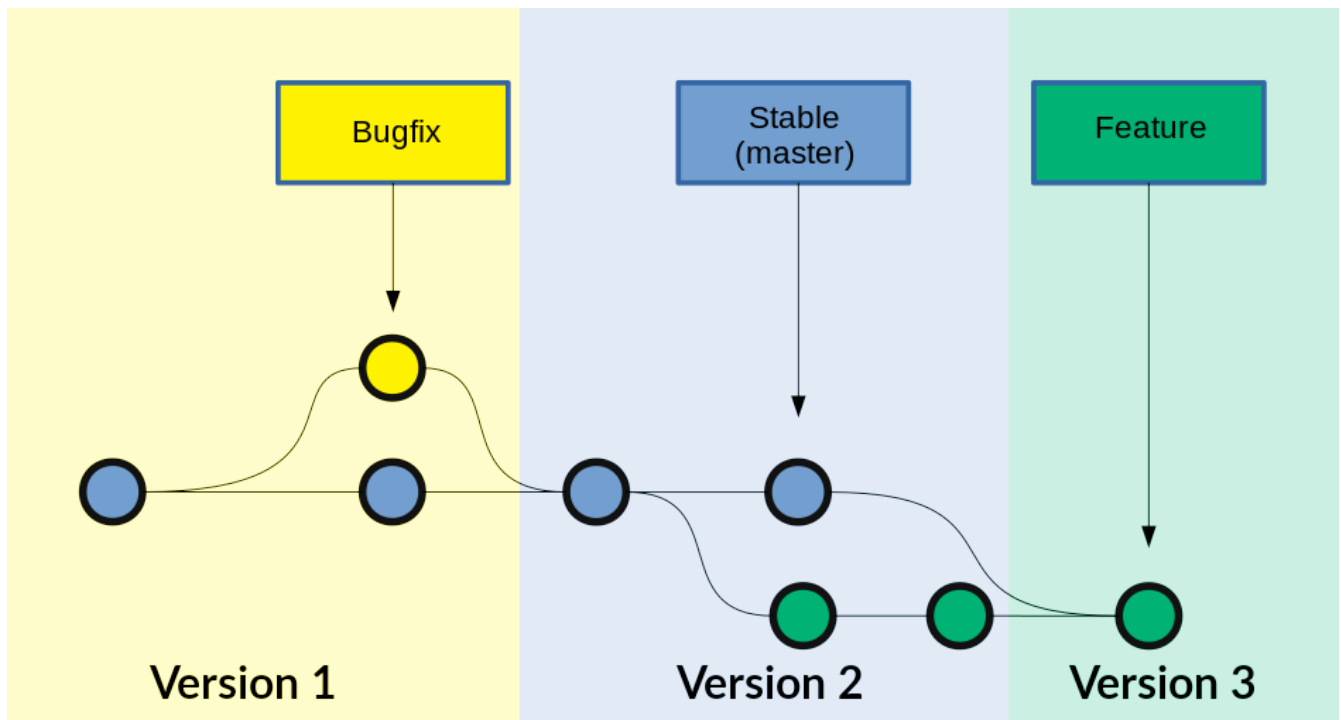 Bugfix
Stable
(master)
Feature
Version 1
Version 2
Version 3